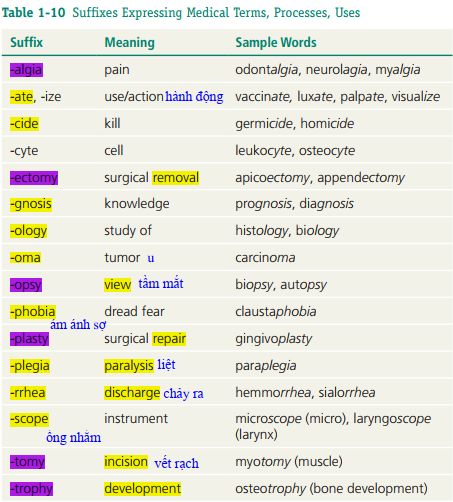 Table 1-10 Suffixes Expressing Medical Terms, Processes, Uses
Suffix Meaning Sample Words
-algia pain odontalgia, neurolagia, myalgia
-ate, -ize use/action hành động vaccinate, luxate, palpate, visualize
-cide kill germicide, homicide
-cyte cell leukocyte, osteocyte
-ectomy surgical removal apicoectomy, appendectomy
-gnosis knowledge prognosis, diagnosis
-ology study of histology, biology
-oma tumor u carcinoma
-opsy view tầm mắt biopsy, autopsy
-phobia dread fear claustaphobia
ám ảnh sợ
-plasty surgical repair gingivoplasty
-plegia paralysis liệt paraplegia
-rrhea discharge chảy ra hemmorrhea, sialorrhea
-scope instrument microscope (micro), laryngoscope
(larynx)
ống nhắm
-tomy incision vết rạch myotomy (muscle)
-trophy development osteotrophy (bone development)